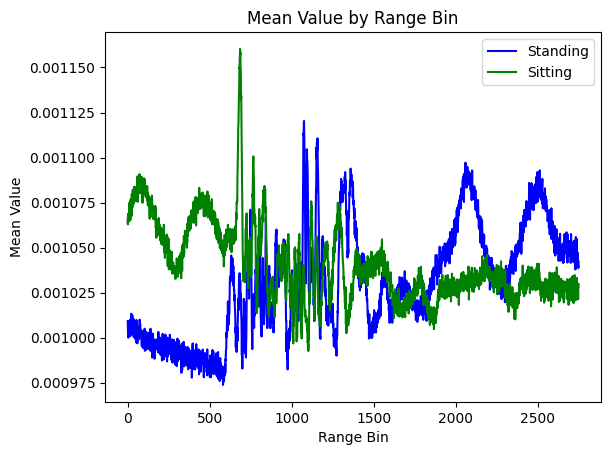 Mean Value by Range Bin
Standing
Sitting
0.001150
0.001125
0.001100
0.001075
0.001050
0.001025
0.001000
0.000975
Mean Value
0 500 1000 1500 2000 2500
Range Bin